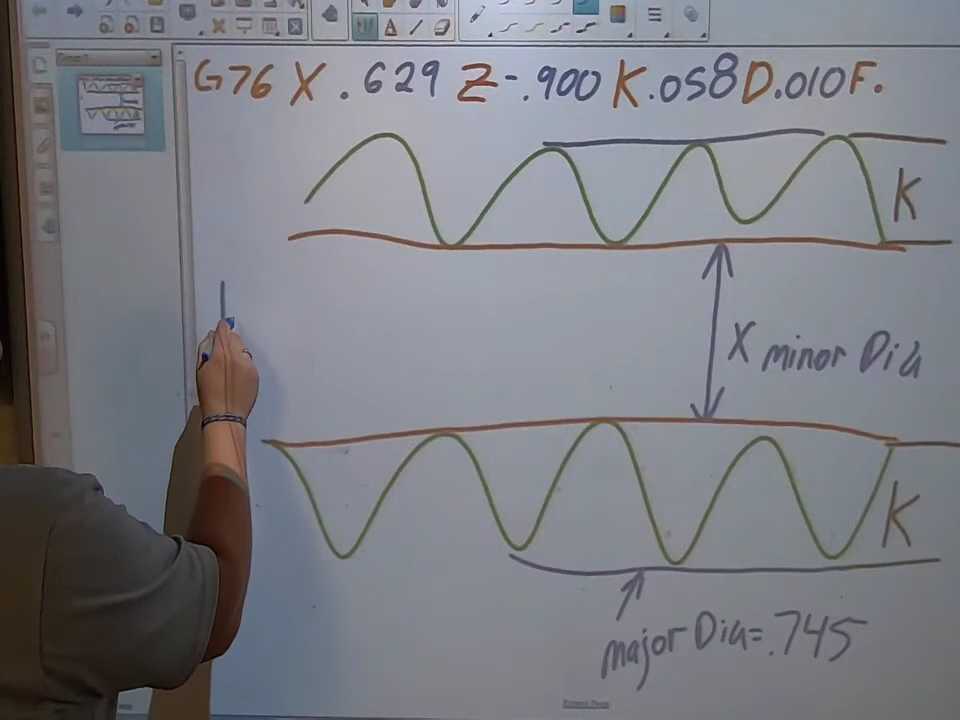 G76 X .629 Z-.900 K.058 D.010 F.
K
X minor Dia
K
major Dia=.745